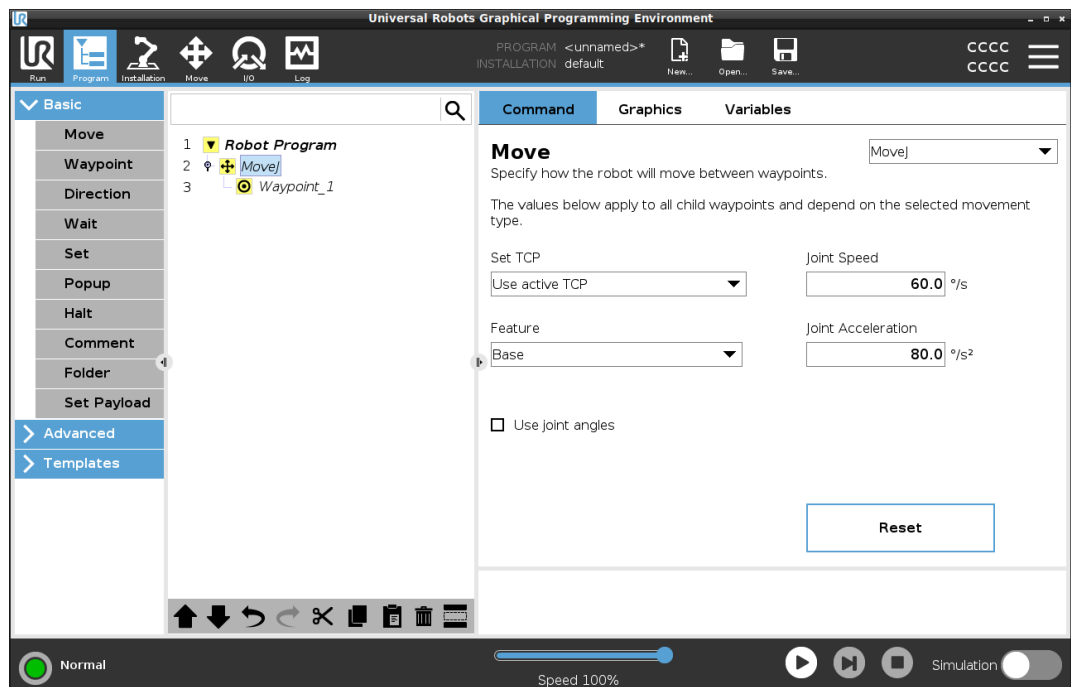 UR
Universal Robots Graphical Programming Environment
UR
Run
Program
Installation
Move
I/O
Log
PROGRAM <unnamed>*
INSTALLATION default
New...
Open...
Save...
CCCC
CCCC
Basic
Move
Waypoint
Direction
Wait
Set
Popup
Halt
Comment
Folder
Set Payload
Advanced
Templates
1 Robot Program
2 MoveJ
3 Waypoint_1
Command Graphics Variables
Move
MoveJ
Specify how the robot will move between waypoints.
The values below apply to all child waypoints and depend on the selected movement
type.
Set TCP
Use active TCP
Joint Speed
60.0 °/s
Feature
Base
Joint Acceleration
80.0 °/s²
Use joint angles
Reset
Normal
Speed 100%
Simulation